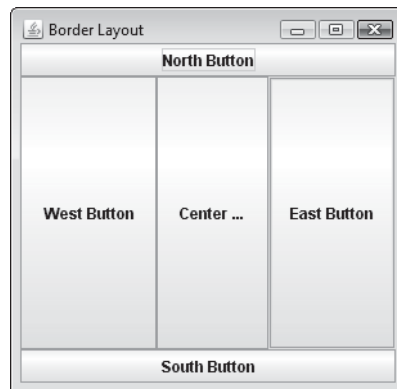 Border Layout
North Button
West Button
Center ...
East Button
South Button